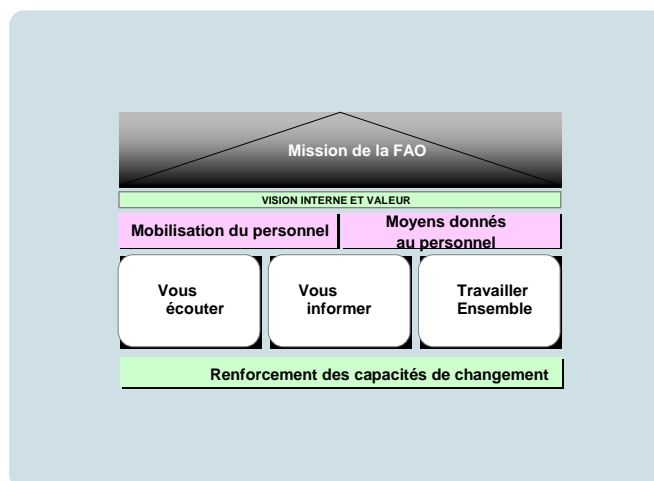 Mission de la FAO
VISION INTERNE ET VALEUR
Mobilisation du personnel
Moyens donnés
au personnel
Vous
écouter
Vous
informer
Travailler
Ensemble
Renforcement des capacités de changement